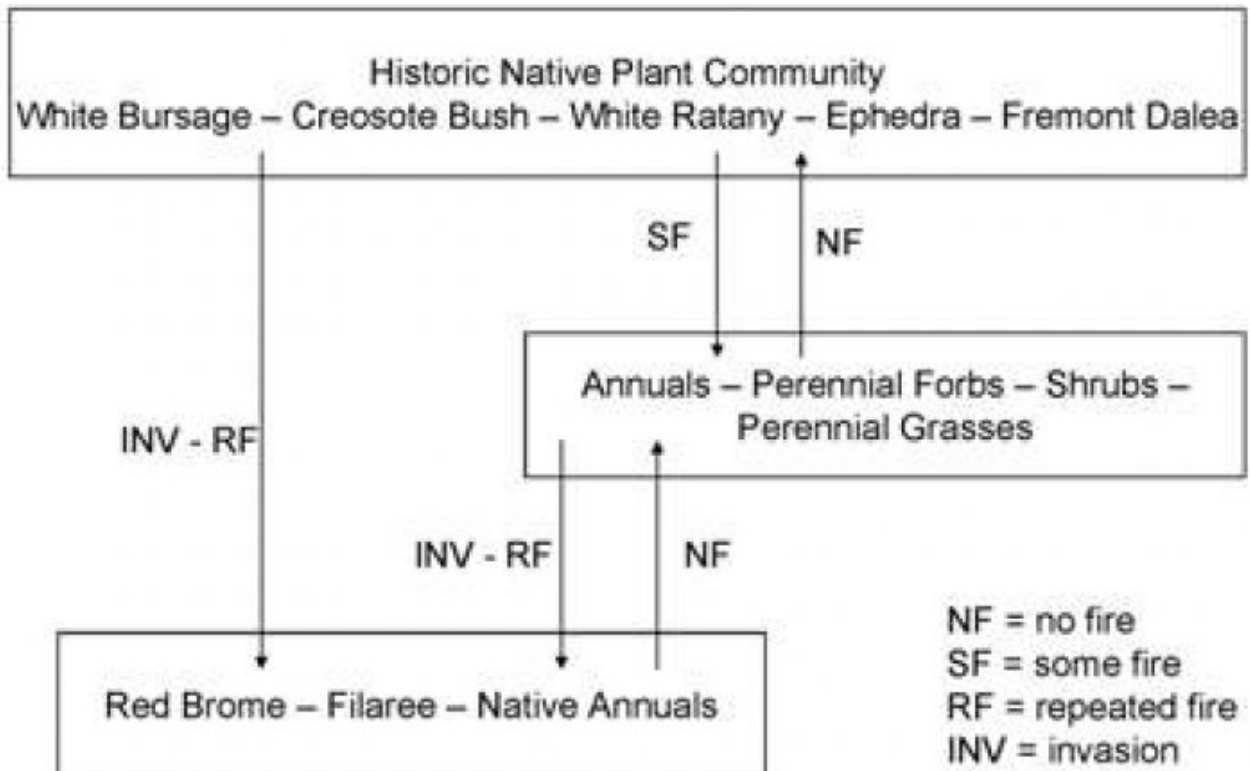 Historic Native Plant Community
White Bursage – Creosote Bush – White Ratany – Ephedra – Fremont Dalea
SF
NF
Annuals – Perennial Forbs – Shrubs –
Perennial Grasses
INV - RF
INV - RF
NF
Red Brome – Filaree – Native Annuals
NF = no fire
SF = some fire
RF = repeated fire
INV = invasion